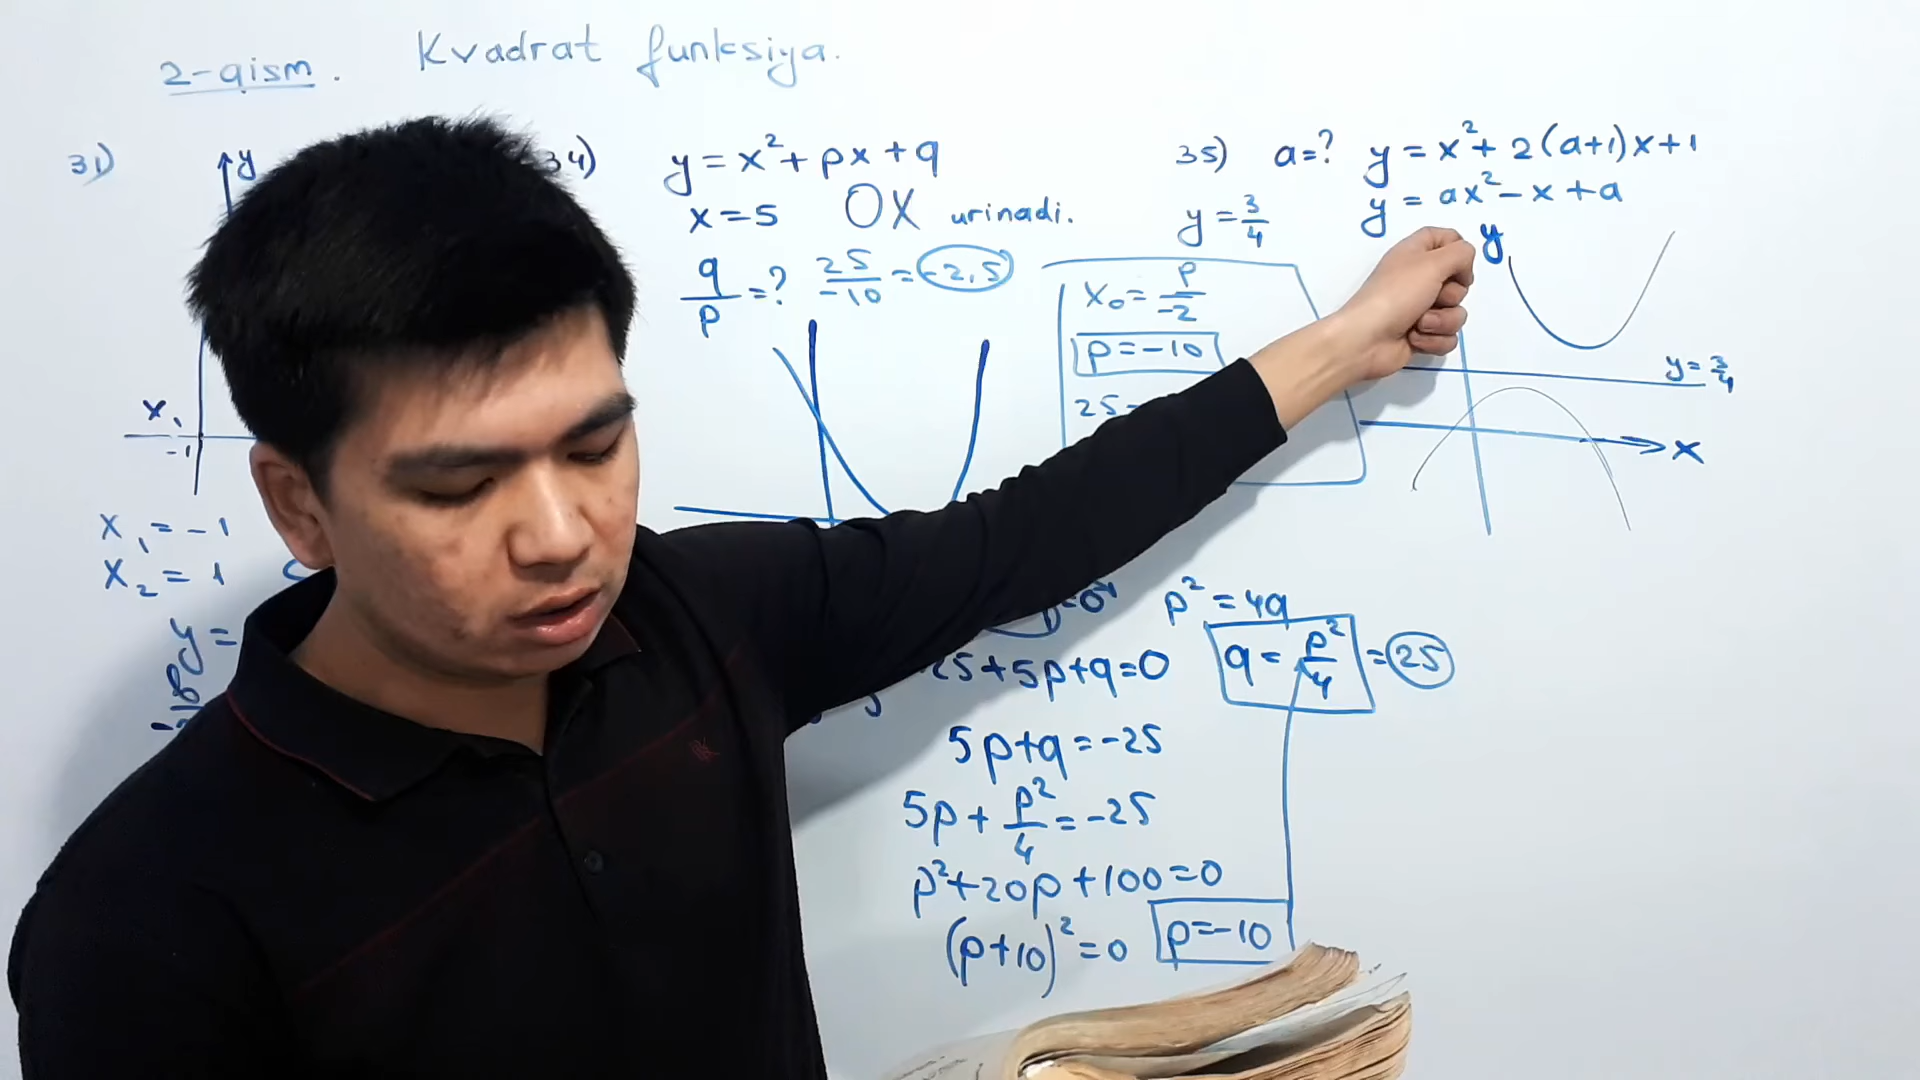 2-qism. Kvadrat funksiya.
31)
y
x₁
-1
x₁ = -1
x₂ = 1
y =
34) y = x² + px + q
x = 5 OX urinadi.
q/p = ? 25/-10 = -2,5
x₀ = p/-2
p = -10
25
p² = 4q
25 + 5p + q = 0
q = p²/4 = 25
5p + q = -25
5p + p²/4 = -25
p² + 20p + 100 = 0
(p + 10)² = 0 p = -10
35) a = ? y = x² + 2(a+1)x + 1
y = ax² - x + a
y = 3/4
y
y = 3/4
x